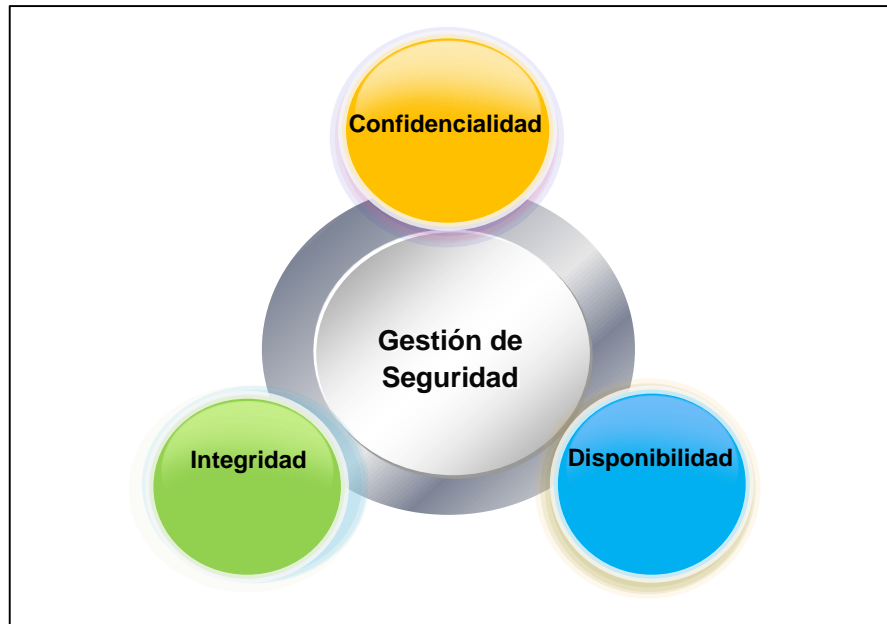 Confidencialidad
Gestión de
Seguridad
Integridad
Disponibilidad